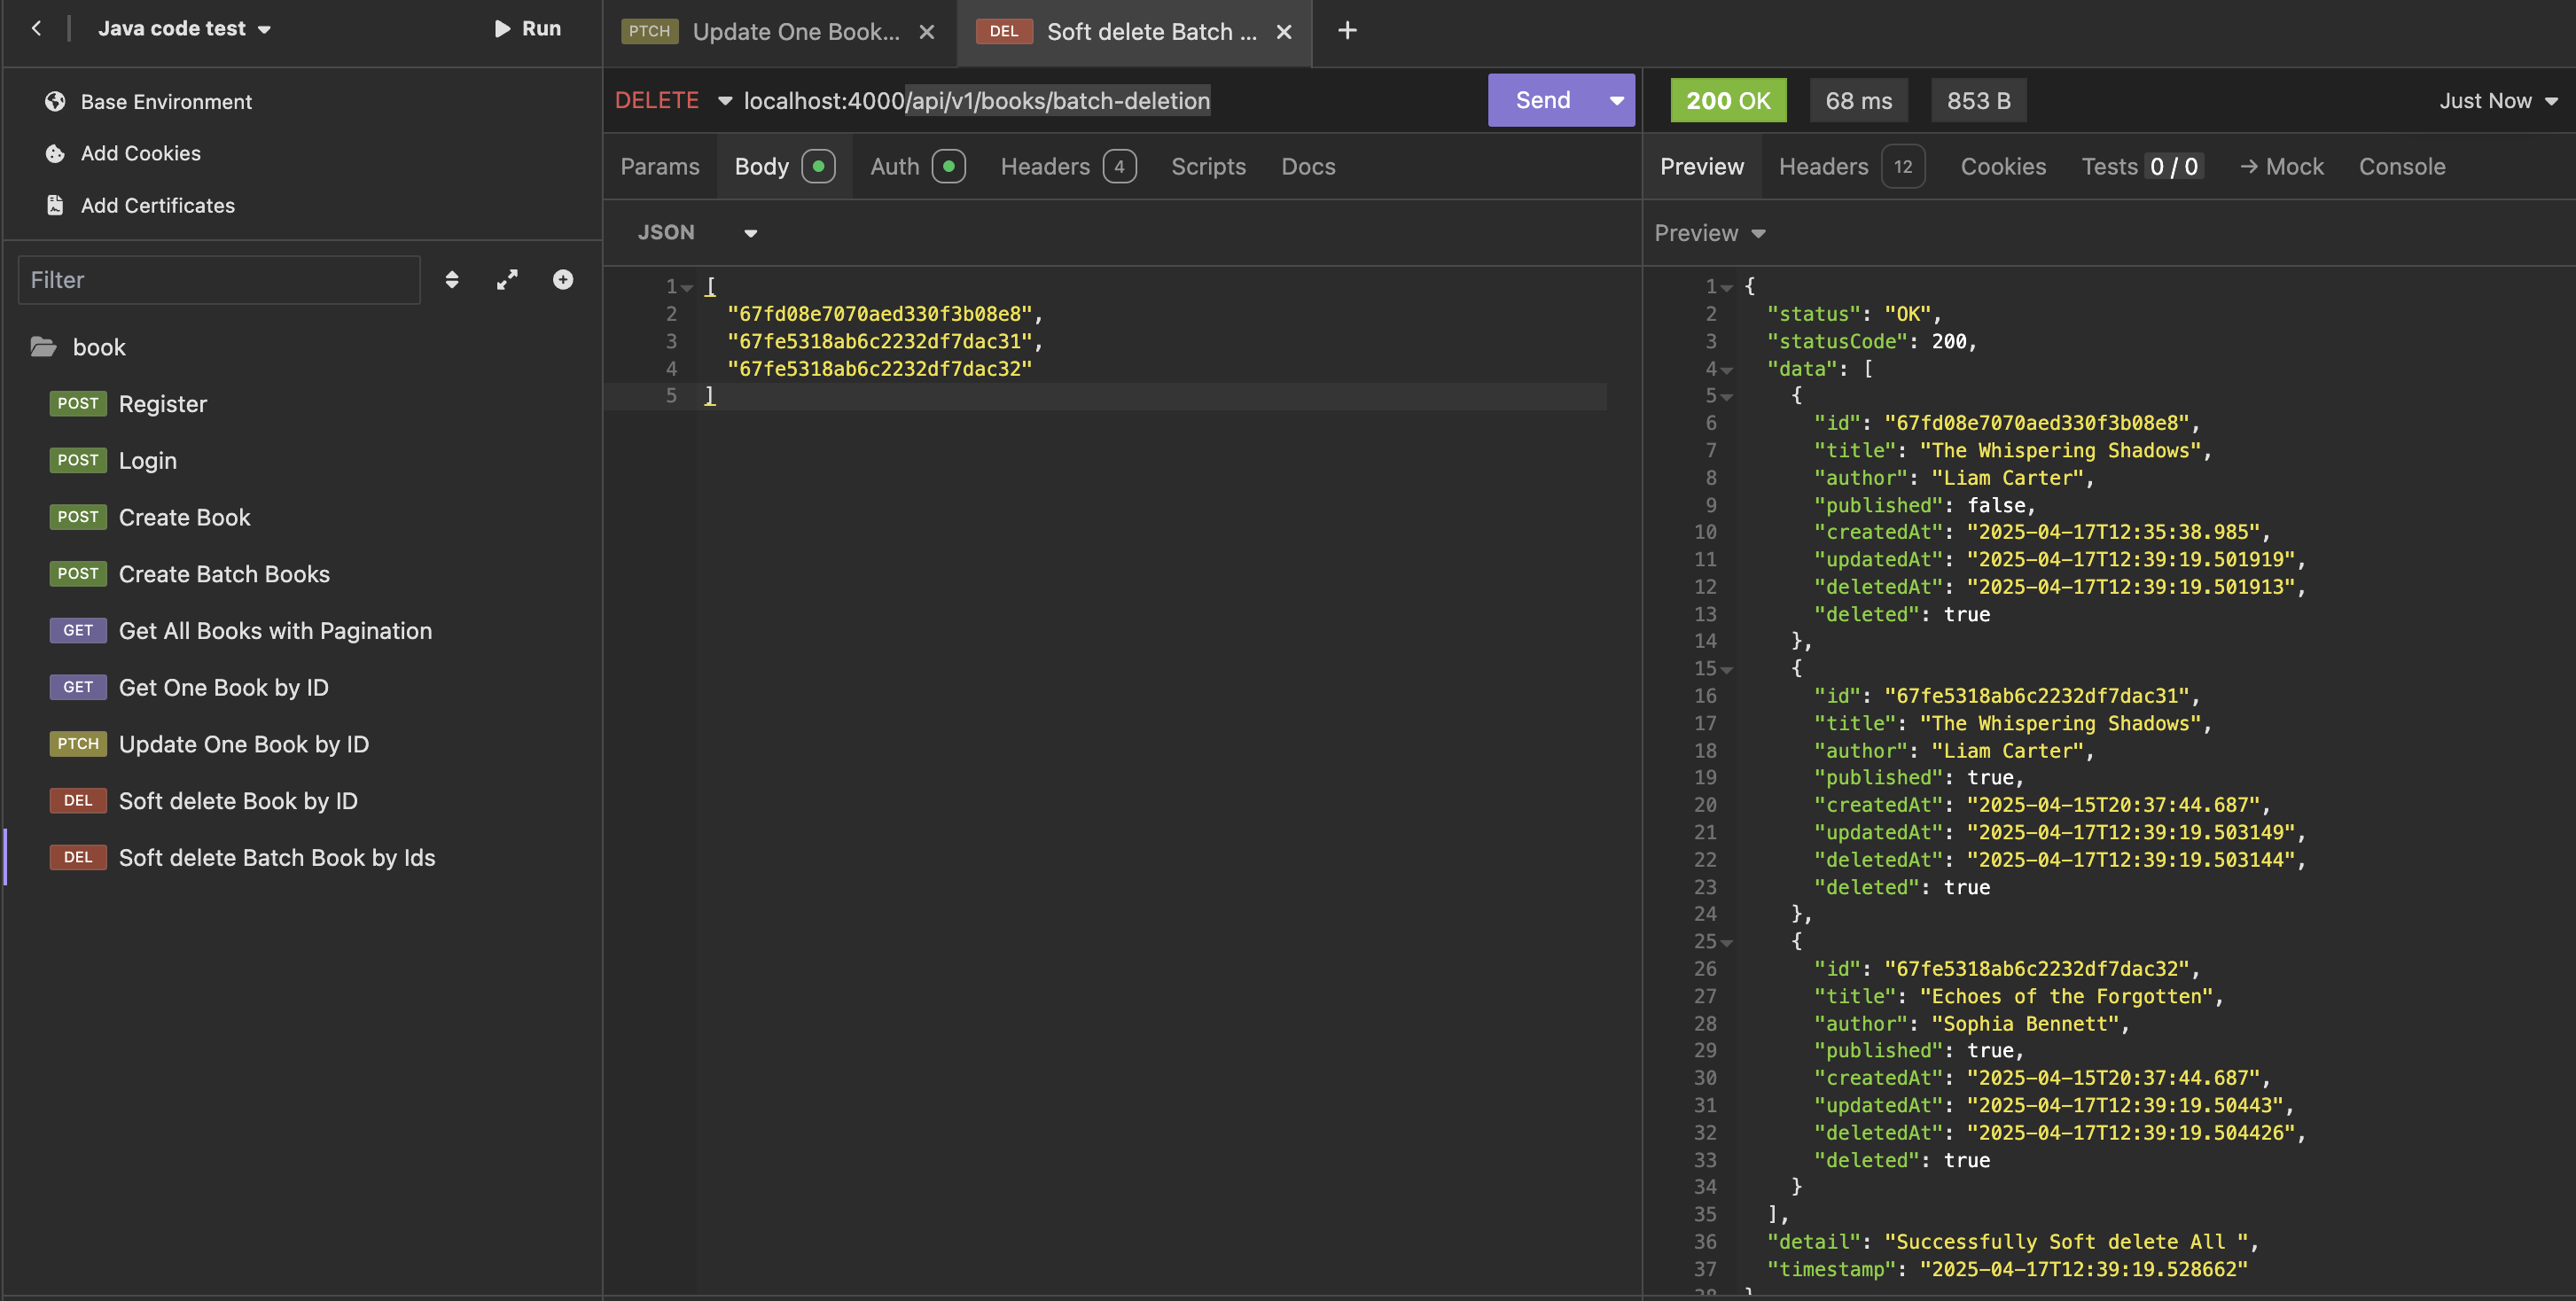 Java code test
Run
Base Environment
Add Cookies
Add Certificates
Filter
book
POST Register
POST Login
POST Create Book
POST Create Batch Books
GET Get All Books with Pagination
GET Get One Book by ID
PTCH Update One Book by ID
DEL Soft delete Book by ID
DEL Soft delete Batch Book by Ids
PTCH Update One Book...
DEL Soft delete Batch ...
DELETE localhost:4000/api/v1/books/batch-deletion
Send
Params Body Auth Headers 4 Scripts Docs
JSON
1 [
2 "67fd08e7070aed330f3b08e8",
3 "67fe5318ab6c2232df7dac31",
4 "67fe5318ab6c2232df7dac32"
5 ]
200 OK 68 ms 853 B Just Now
Preview Headers 12 Cookies Tests 0 / 0 → Mock Console
Preview
1 {
2 "status": "OK",
3 "statusCode": 200,
4 "data": [
5 {
6 "id": "67fd08e7070aed330f3b08e8",
7 "title": "The Whispering Shadows",
8 "author": "Liam Carter",
9 "published": false,
10 "createdAt": "2025-04-17T12:35:38.985",
11 "updatedAt": "2025-04-17T12:39:19.501919",
12 "deletedAt": "2025-04-17T12:39:19.501913",
13 "deleted": true
14 },
15 {
16 "id": "67fe5318ab6c2232df7dac31",
17 "title": "The Whispering Shadows",
18 "author": "Liam Carter",
19 "published": true,
20 "createdAt": "2025-04-15T20:37:44.687",
21 "updatedAt": "2025-04-17T12:39:19.503149",
22 "deletedAt": "2025-04-17T12:39:19.503144",
23 "deleted": true
24 },
25 {
26 "id": "67fe5318ab6c2232df7dac32",
27 "title": "Echoes of the Forgotten",
28 "author": "Sophia Bennett",
29 "published": true,
30 "createdAt": "2025-04-15T20:37:44.687",
31 "updatedAt": "2025-04-17T12:39:19.50443",
32 "deletedAt": "2025-04-17T12:39:19.504426",
33 "deleted": true
34 }
35 ],
36 "detail": "Successfully Soft delete All ",
37 "timestamp": "2025-04-17T12:39:19.528662"
38 }